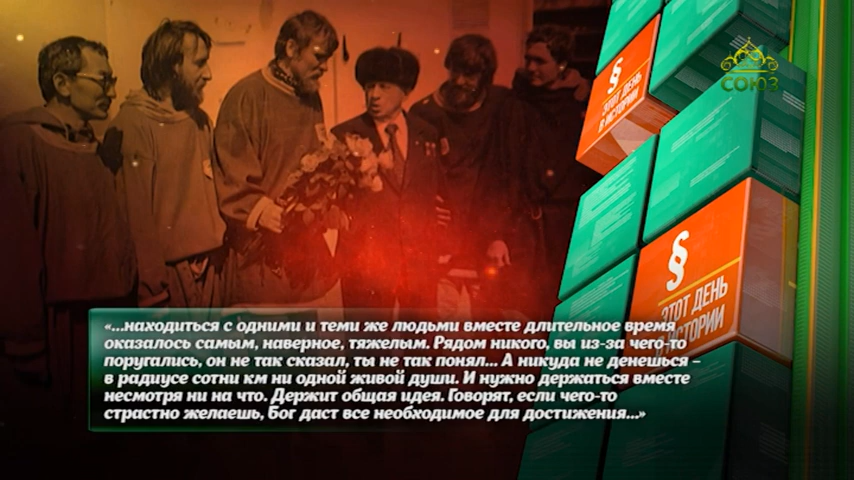 СОЮЗ
§
ЭТОТ ДЕНЬ
В ИСТОРИИ
§
ЭТОТ ДЕНЬ
В ИСТОРИИ
«...находиться с одними и теми же людьми вместе длительное время
оказалось самым, наверное, тяжелым. Рядом никого, вы из-за чего-то
поругались, он не так сказал, ты не так понял... А никуда не денешься –
в радиусе сотни км ни одной живой души. И нужно держаться вместе
несмотря ни на что. Держит общая идея. Говорят, если чего-то
страстно желаешь, Бог даст все необходимое для достижения...»